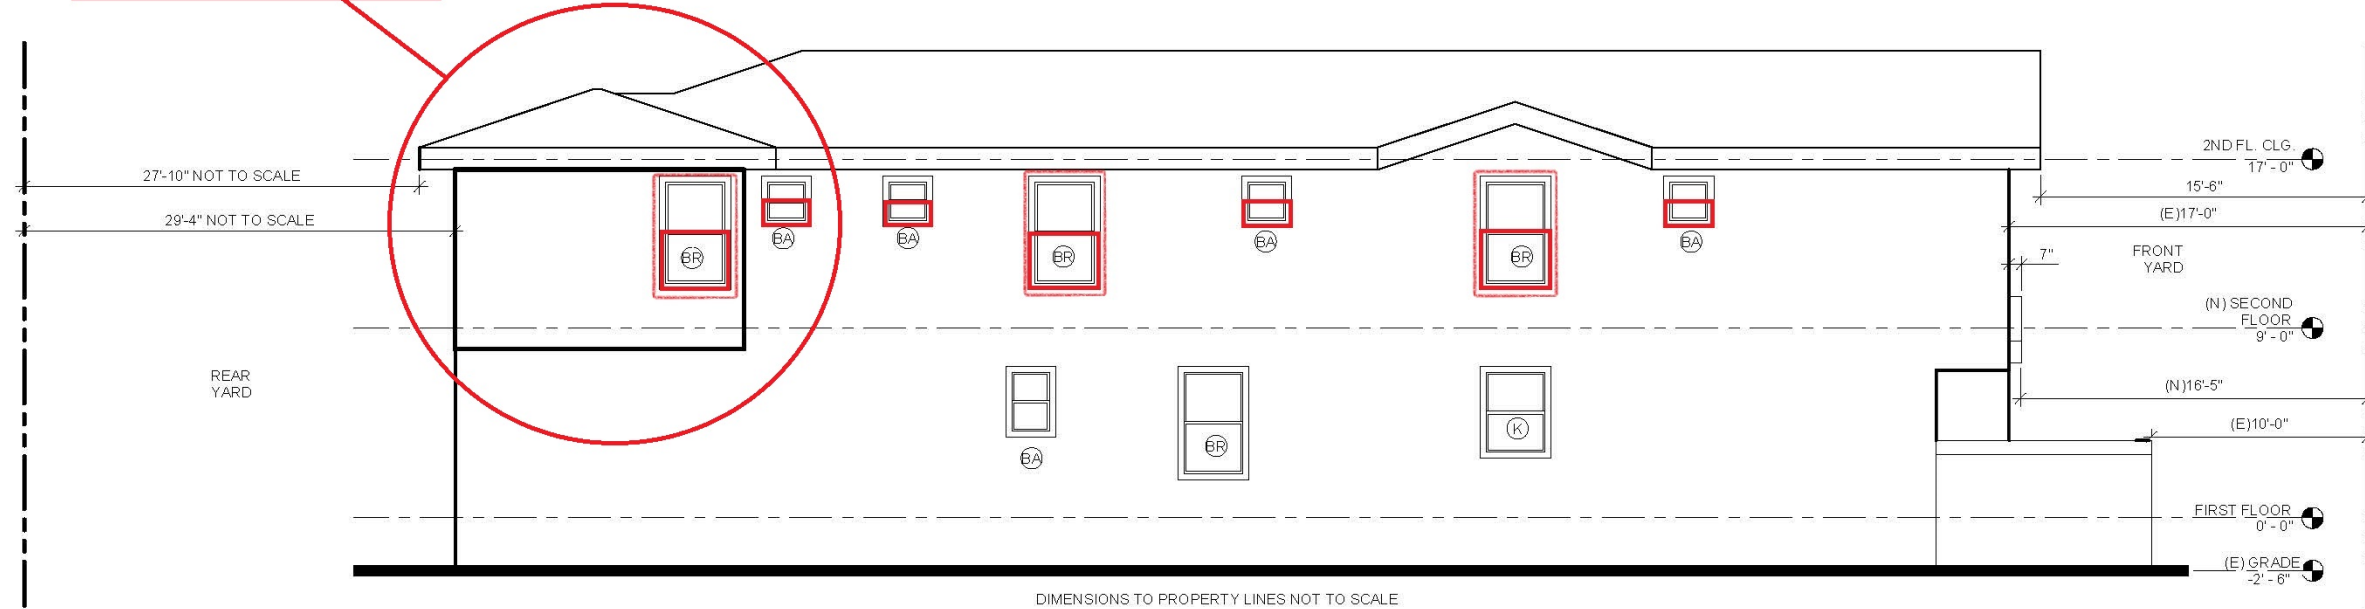 2ND FL. CLG.
17' - 0"
27'-10" NOT TO SCALE
15'-6"
29'-4" NOT TO SCALE
(E)17'-0"
BA
BA
BA
BA
BR
BR
BR
7"
FRONT
YARD
(N) SECOND
FLOOR
9' - 0"
REAR
YARD
(N)16'-5"
(E)10'-0"
K
BR
BA
FIRST FLOOR
0' - 0"
(E) GRADE
-2' - 6"
DIMENSIONS TO PROPERTY LINES NOT TO SCALE